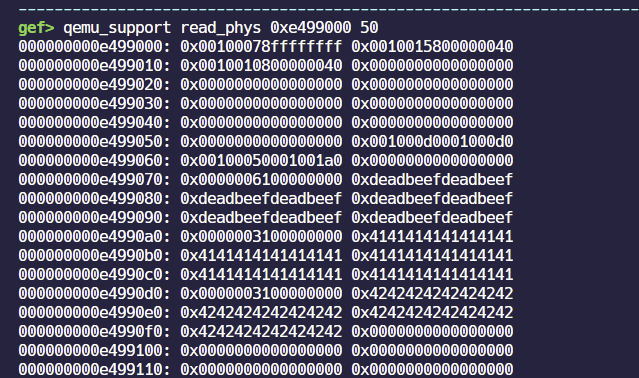 gef> qemu_support read_phys 0xe499000 50
000000000e499000: 0x00100078ffffffff 0x0010015800000040
000000000e499010: 0x0010010800000040 0x0000000000000000
000000000e499020: 0x0000000000000000 0x0000000000000000
000000000e499030: 0x0000000000000000 0x0000000000000000
000000000e499040: 0x0000000000000000 0x0000000000000000
000000000e499050: 0x0000000000000000 0x001000d0001000d0
000000000e499060: 0x00100050001001a0 0x0000000000000000
000000000e499070: 0x0000006100000000 0xdeadbeefdeadbeef
000000000e499080: 0xdeadbeefdeadbeef 0xdeadbeefdeadbeef
000000000e499090: 0xdeadbeefdeadbeef 0xdeadbeefdeadbeef
000000000e4990a0: 0x0000003100000000 0x4141414141414141
000000000e4990b0: 0x4141414141414141 0x4141414141414141
000000000e4990c0: 0x4141414141414141 0x4141414141414141
000000000e4990d0: 0x0000003100000000 0x4242424242424242
000000000e4990e0: 0x4242424242424242 0x4242424242424242
000000000e4990f0: 0x4242424242424242 0x0000000000000000
000000000e499100: 0x0000000000000000 0x0000000000000000
000000000e499110: 0x0000000000000000 0x0000000000000000